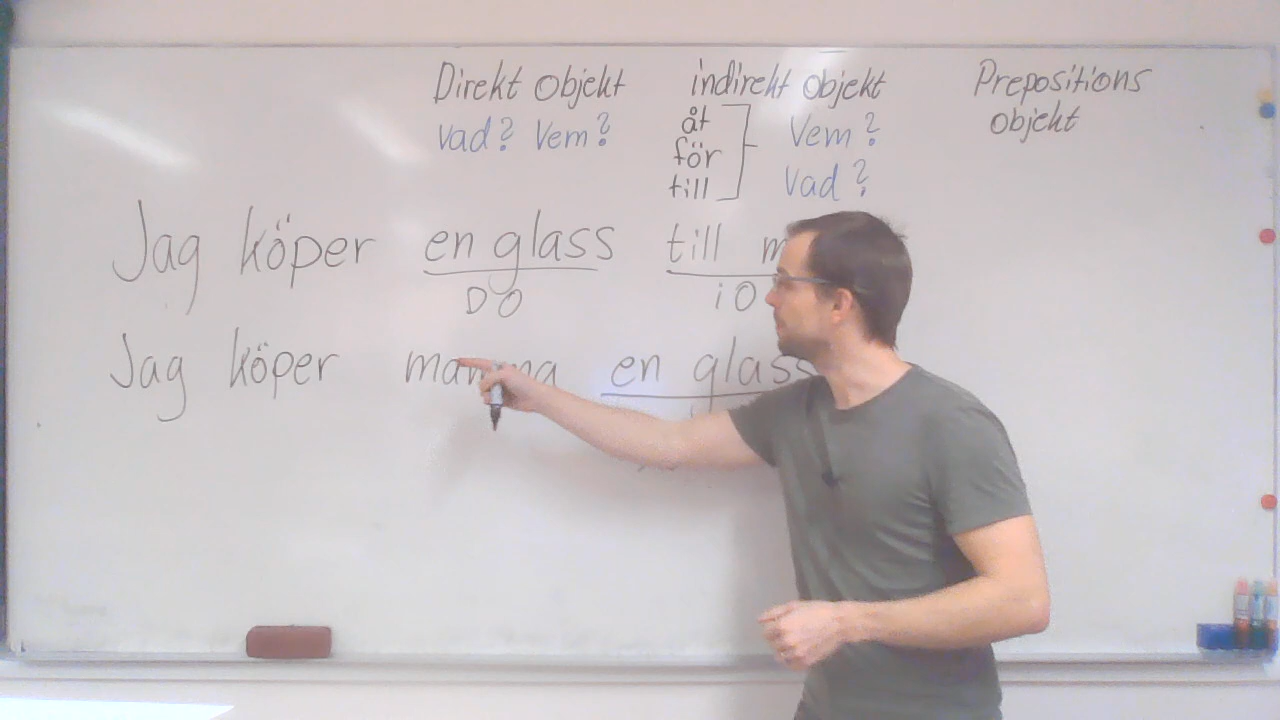 Direkt Objekt indirekt objekt Prepositions
objekt
Vad? Vem? åt Vem?
för
till Vad?
Jag köper en glass till
DO iO
Jag köper mamma en glass